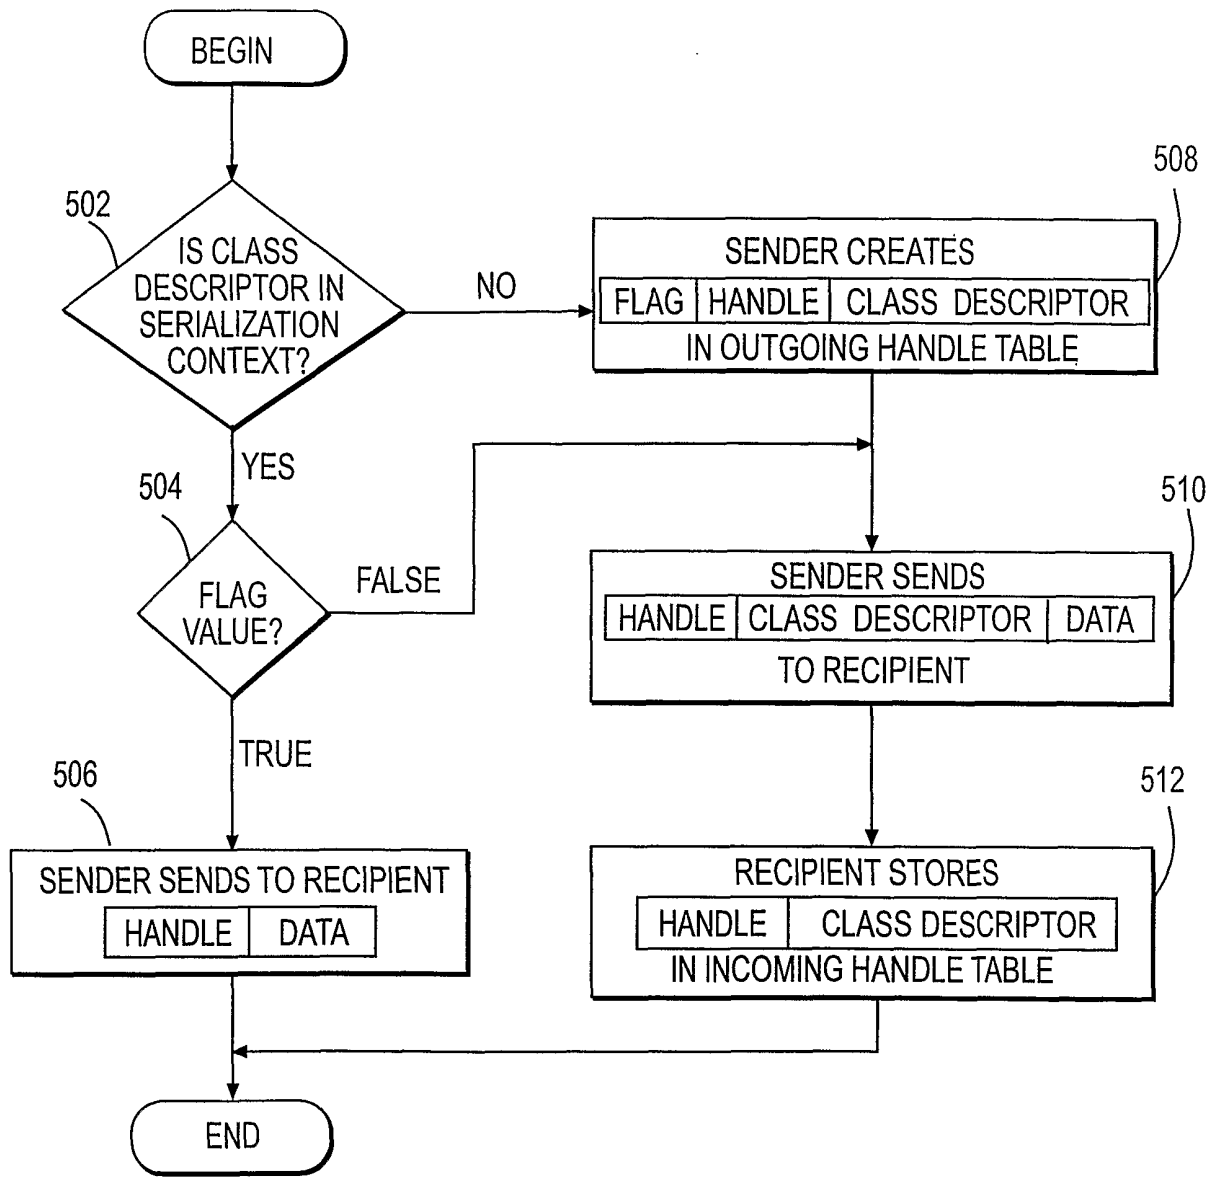 BEGIN
502
IS CLASS
DESCRIPTOR IN
SERIALIZATION
CONTEXT?
NO
YES
508
SENDER CREATES
FLAG HANDLE CLASS DESCRIPTOR
IN OUTGOING HANDLE TABLE
504
FLAG
VALUE?
FALSE
TRUE
510
SENDER SENDS
HANDLE CLASS DESCRIPTOR DATA
TO RECIPIENT
506
SENDER SENDS TO RECIPIENT
HANDLE DATA
512
RECIPIENT STORES
HANDLE CLASS DESCRIPTOR
IN INCOMING HANDLE TABLE
END